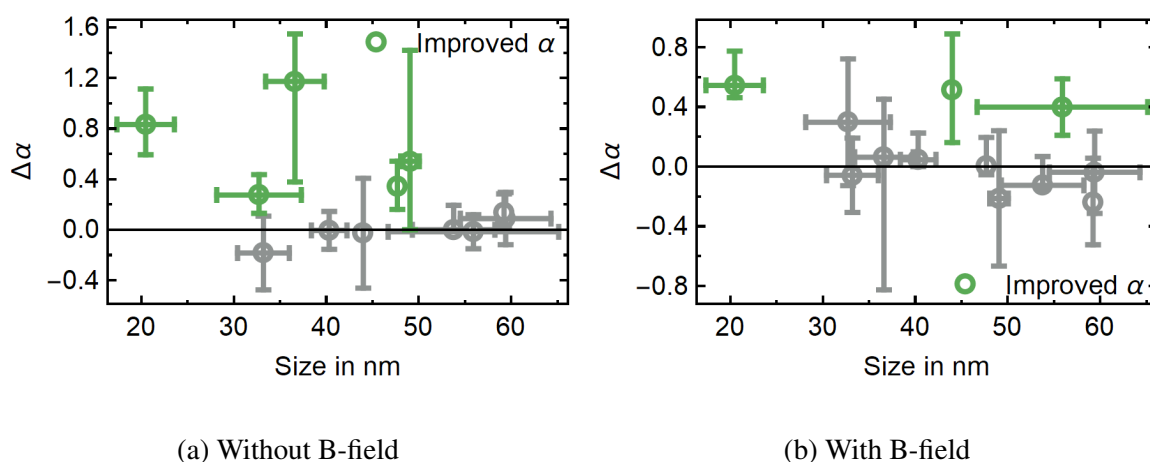 Improved α
1.6
1.2
0.8
0.4
0.0
−0.4
Δα
20 30 40 50 60
Size in nm
(a) Without B-field
0.8
0.4
0.0
−0.4
−0.8
Δα
Improved α
20 30 40 50 60
Size in nm
(b) With B-field